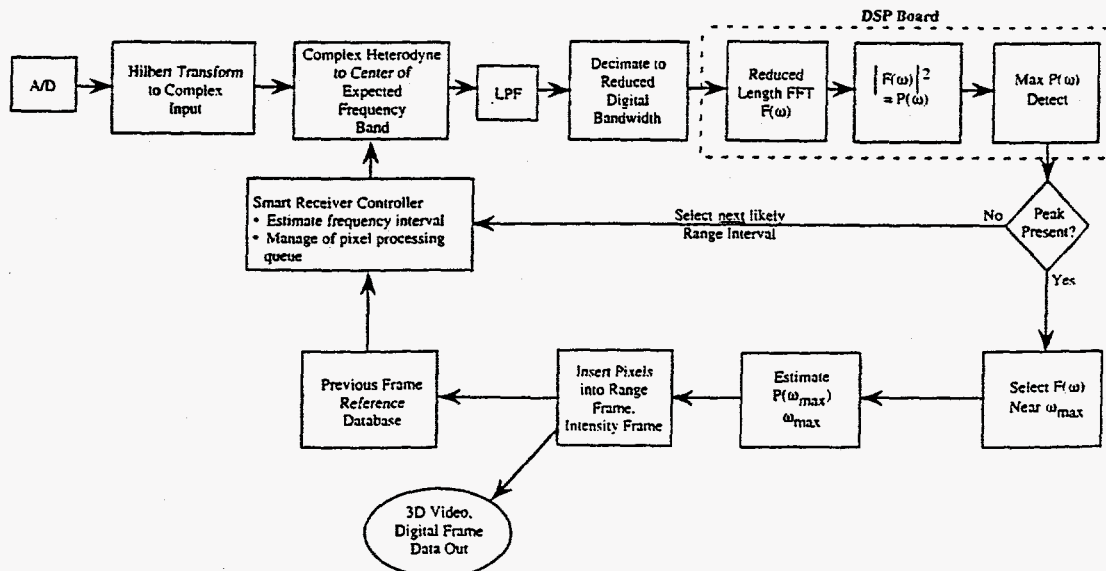 DSP Board
A/D
Hilbert Transform
to Complex
Input
Complex Heterodyne
to Center of
Expected
Frequency
Band
LPF
Decimate to
Reduced
Digital
Bandwidth
Reduced
Length FFT
F(ω)
|F(ω)|²
= P(ω)
Max P(ω)
Detect
Smart Receiver Controller
• Estimate frequency interval
• Manage of pixel processing
queue
Select next likely
Range Interval
No
Peak
Present?
Yes
Previous Frame
Reference
Database
Insert Pixels
into Range
Frame,
Intensity Frame
Estimate
P(ωmax)
ωmax
Select F(ω)
Near ωmax
3D Video,
Digital Frame
Data Out